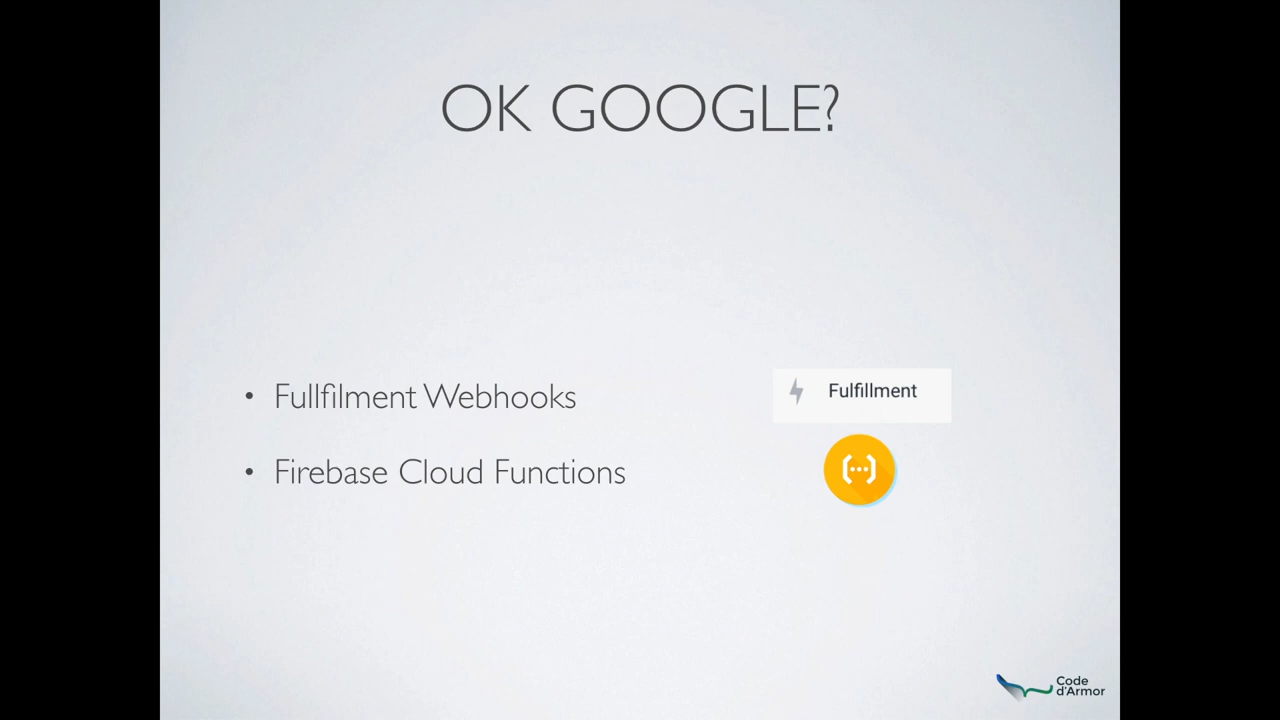 OK GOOGLE?
• Fullfilment Webhooks
Fulfillment
• Firebase Cloud Functions
Code
d'Armor